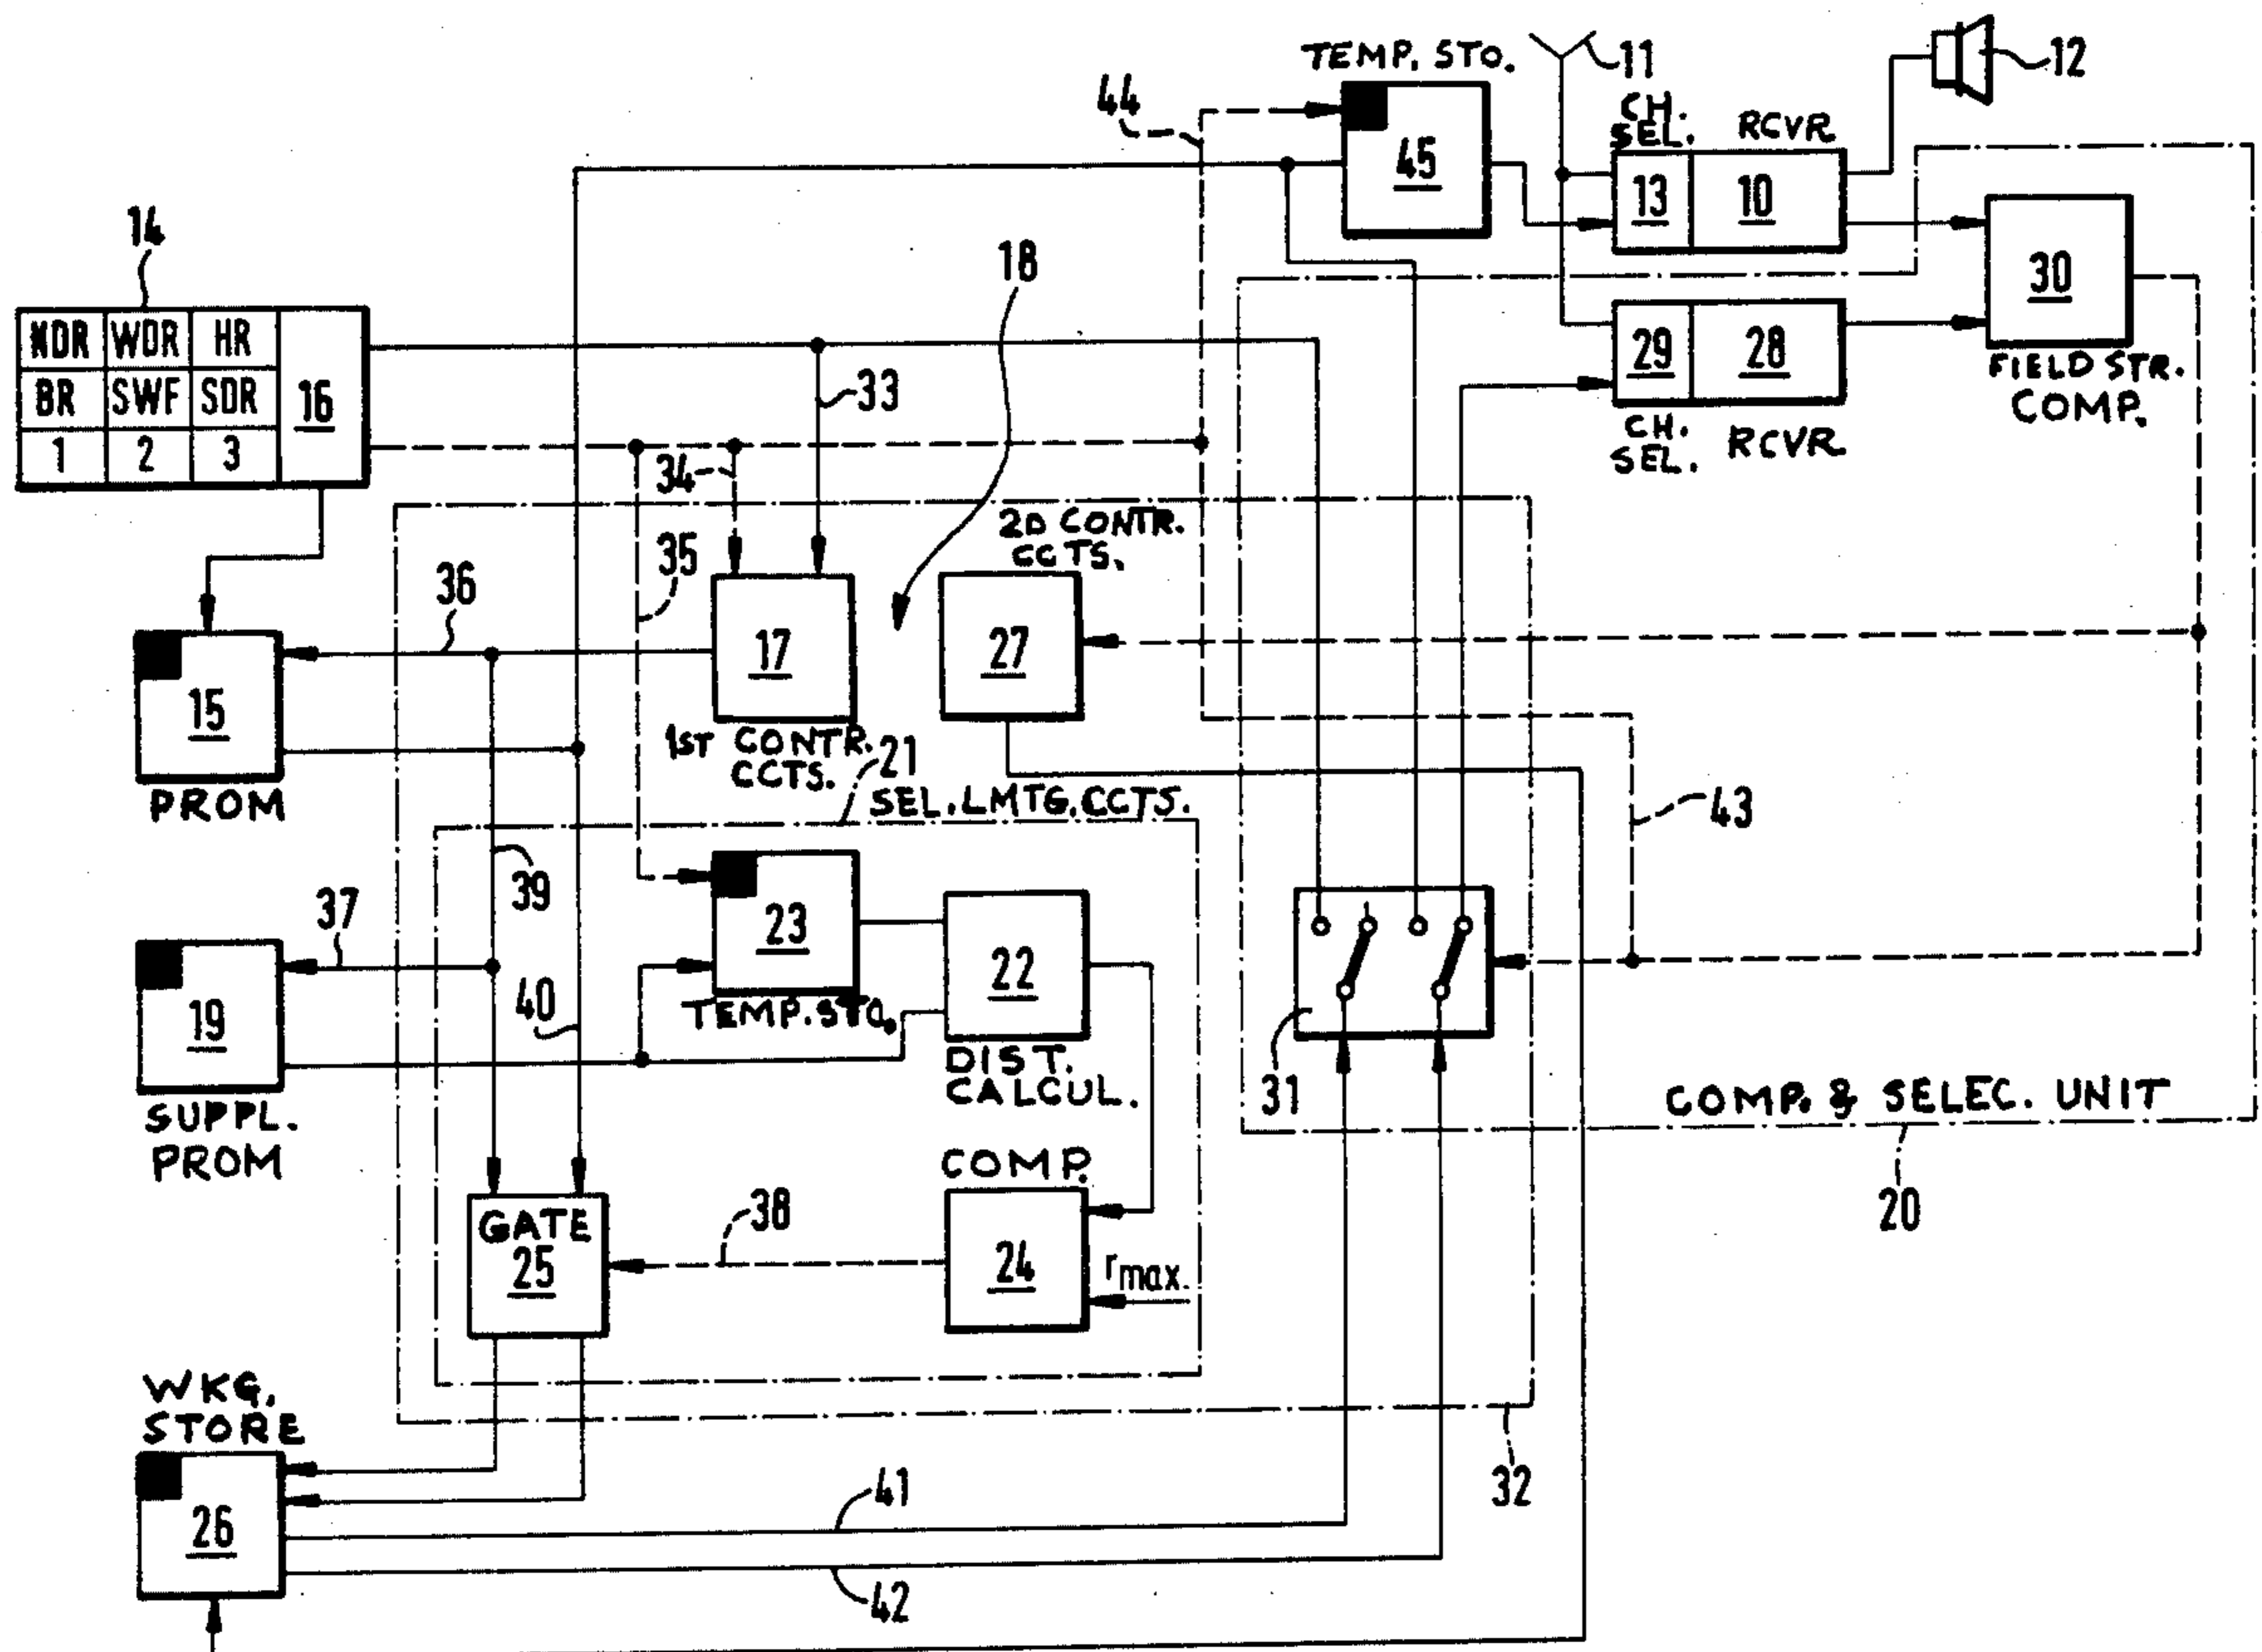 TEMP. STO.
11
12
44
CH.
SEL.
RCVR
45
13
10
14
18
30
NDR WDR HR
BR SWF SDR
1 2 3
16
33
29
28
FIELD STR.
COMP.
CH.
SEL.
RCVR
34
2D CONTR.
CCTS.
35
36
17
27
15
1ST CONTR.
CCTS.
21
PROM
SEL. LMTG. CCTS.
43
39
37
23
22
40
19
TEMP. STO.
DIST.
CALCUL.
31
COMP. & SELEC. UNIT
SUPPL.
PROM
COMP.
20
38
GATE
25
24
rmax.
WKG.
STORE
32
41
26
42